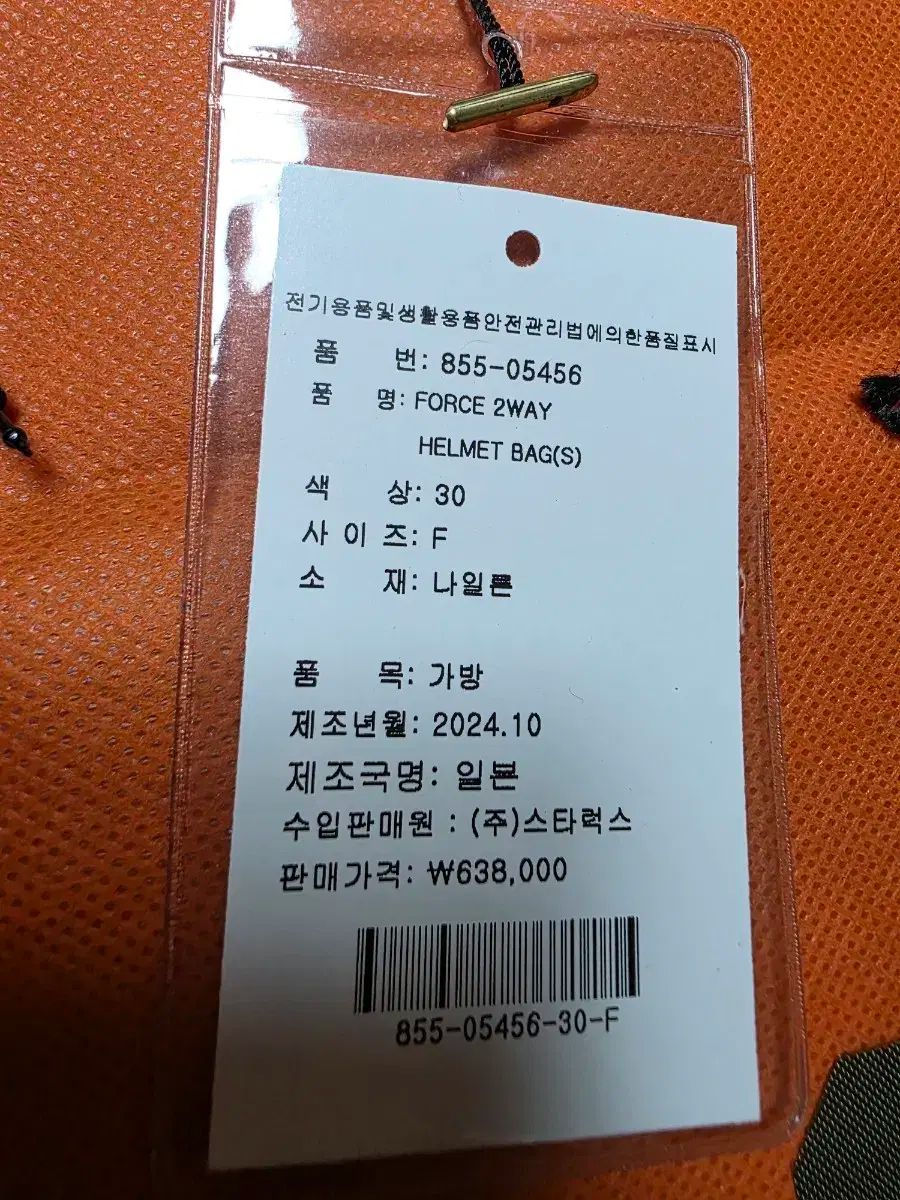 전기용품및생활용품안전관리법에의한품질표시
품 번: 855-05456
품 명: FORCE 2WAY
HELMET BAG(S)
색 상: 30
사 이 즈: F
소 재: 나일론
품 목: 가방
제조년월: 2024.10
제조국명: 일본
수입판매원 : (주)스타럭스
판매가격: ₩638,000
855-05456-30-F